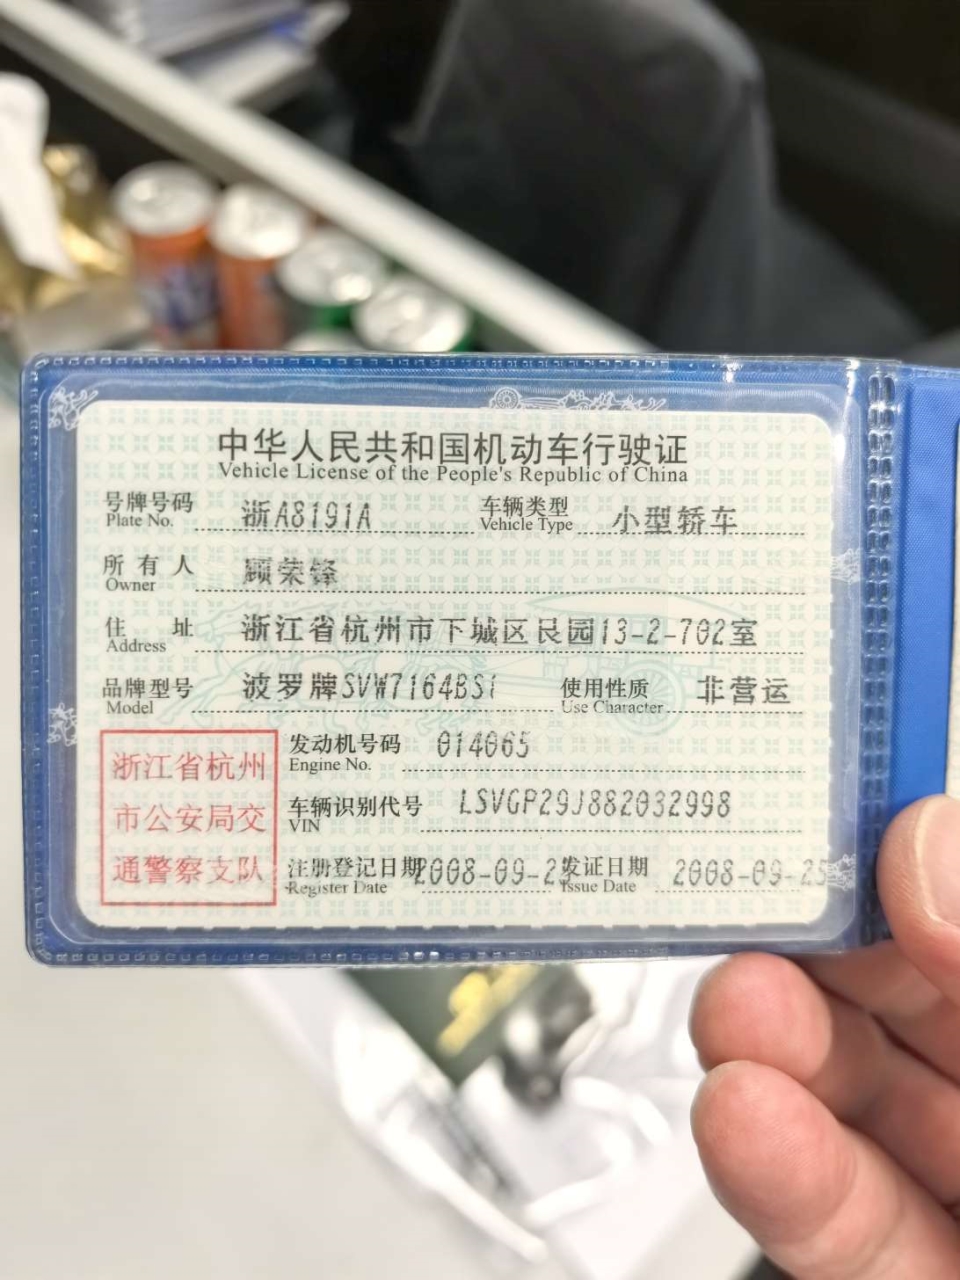 中华人民共和国机动车行驶证
Vehicle License of the People's Republic of China
号牌号码 浙A8191A 车辆类型 小型轿车
Plate No. Vehicle Type
所有人 顾荣锋
Owner
住址 浙江省杭州市下城区艮园13-2-702室
Address
品牌型号 波罗牌SVW7164BSi 使用性质 非营运
Model Use Character
浙江省杭州
市公安局交
通警察支队
发动机号码 014065
Engine No.
车辆识别代号 LSVGP29J882032998
VIN
注册登记日期 2008-09-25 发证日期 2008-09-25
Register Date Issue Date